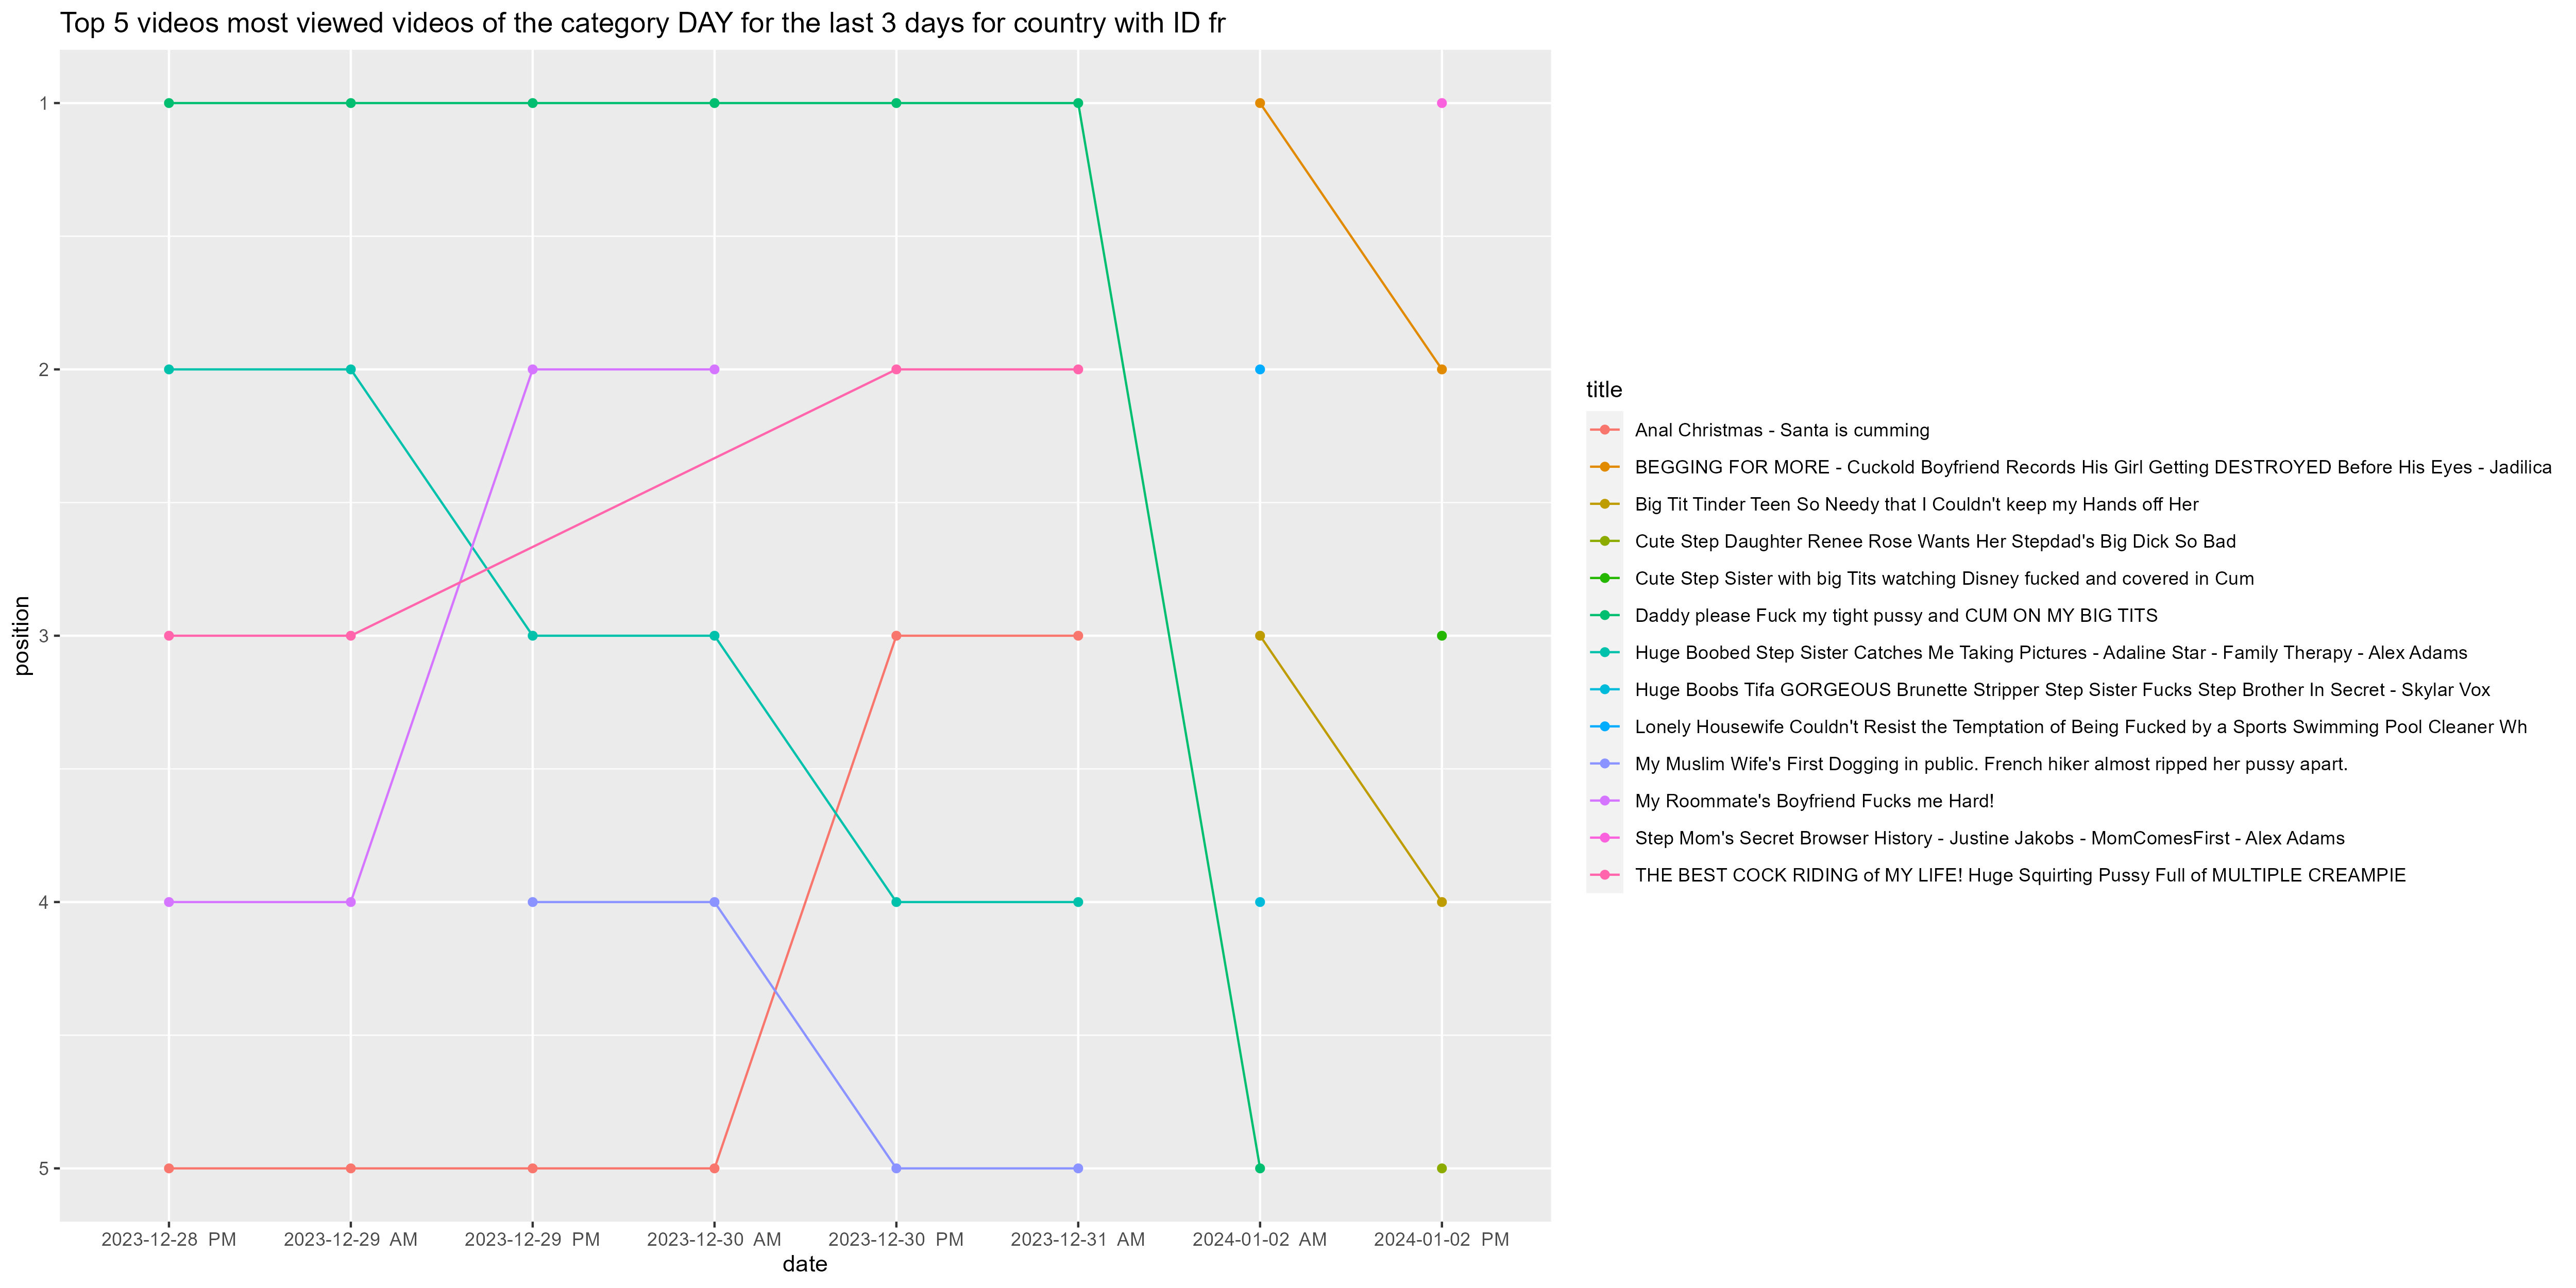 Top 5 videos most viewed videos of the category DAY for the last 3 days for country with ID fr
position
1
2
3
4
5
2023-12-28 PM
2023-12-29 AM
2023-12-29 PM
2023-12-30 AM
2023-12-30 PM
2023-12-31 AM
2024-01-02 AM
2024-01-02 PM
date
title
Anal Christmas - Santa is cumming
BEGGING FOR MORE - Cuckold Boyfriend Records His Girl Getting DESTROYED Before His Eyes - Jadilica
Big Tit Tinder Teen So Needy that I Couldn't keep my Hands off Her
Cute Step Daughter Renee Rose Wants Her Stepdad's Big Dick So Bad
Cute Step Sister with big Tits watching Disney fucked and covered in Cum
Daddy please Fuck my tight pussy and CUM ON MY BIG TITS
Huge Boobed Step Sister Catches Me Taking Pictures - Adaline Star - Family Therapy - Alex Adams
Huge Boobs Tifa GORGEOUS Brunette Stripper Step Sister Fucks Step Brother In Secret - Skylar Vox
Lonely Housewife Couldn't Resist the Temptation of Being Fucked by a Sports Swimming Pool Cleaner Wh
My Muslim Wife's First Dogging in public. French hiker almost ripped her pussy apart.
My Roommate's Boyfriend Fucks me Hard!
Step Mom's Secret Browser History - Justine Jakobs - MomComesFirst - Alex Adams
THE BEST COCK RIDING of MY LIFE! Huge Squirting Pussy Full of MULTIPLE CREAMPIE